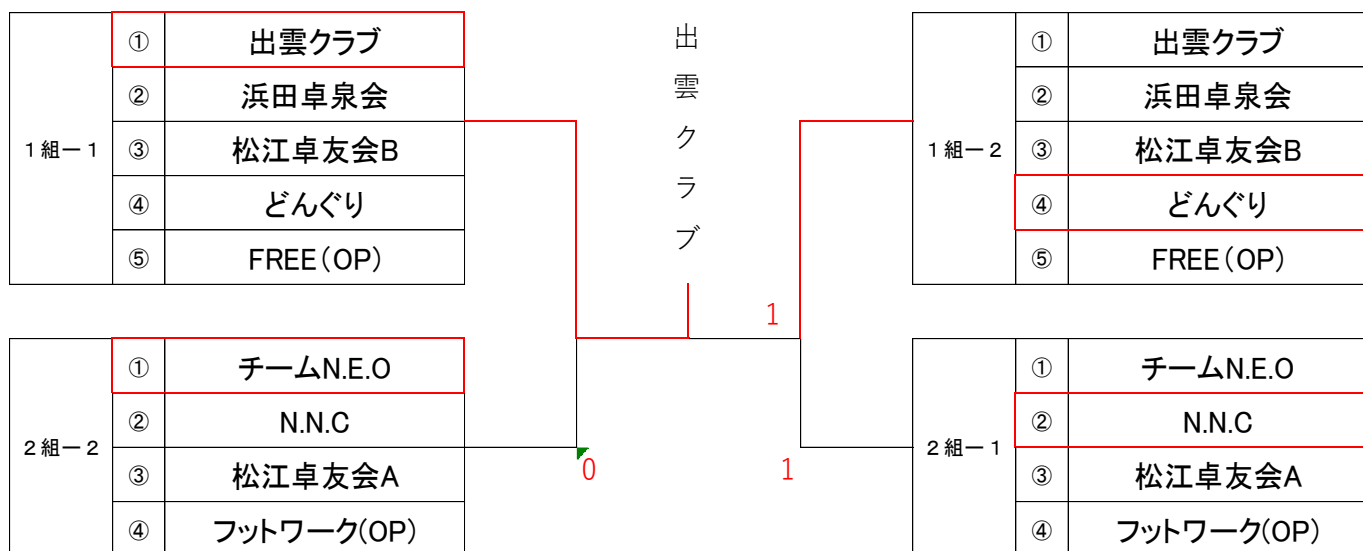 1組ー1
① 出雲クラブ
② 浜田卓泉会
③ 松江卓友会B
④ どんぐり
⑤ FREE(OP)
出雲クラブ
1組ー2
① 出雲クラブ
② 浜田卓泉会
③ 松江卓友会B
④ どんぐり
⑤ FREE(OP)
1
2組ー2
① チームN.E.O
② N.N.C
③ 松江卓友会A
④ フットワーク(OP)
0
1
2組ー1
① チームN.E.O
② N.N.C
③ 松江卓友会A
④ フットワーク(OP)